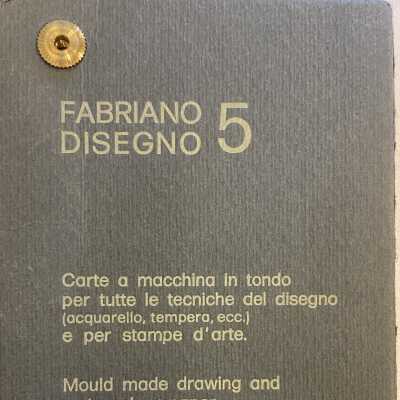 FABRIANO
DISEGNO 5
Carte a macchina in tondo
per tutte le tecniche del disegno
(acquarello, tempera, ecc.)
e per stampe d'arte.
Mould made drawing and